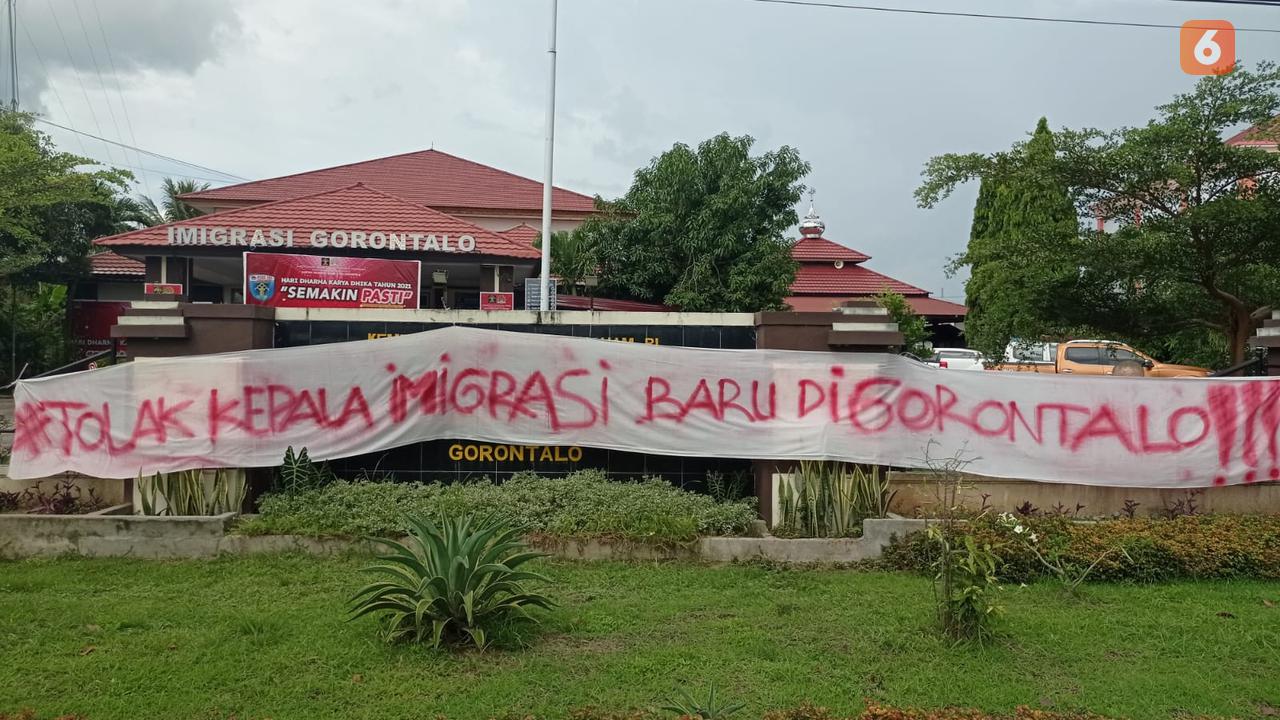 6
IMIGRASI GORONTALO
HARI DHARMA KARYA DHIKA TAHUN 2021
"SEMAKIN PASTI"
#TOLAK KEPALA iMiGRASi BARU DiGORONTALO!!!
GORONTALO